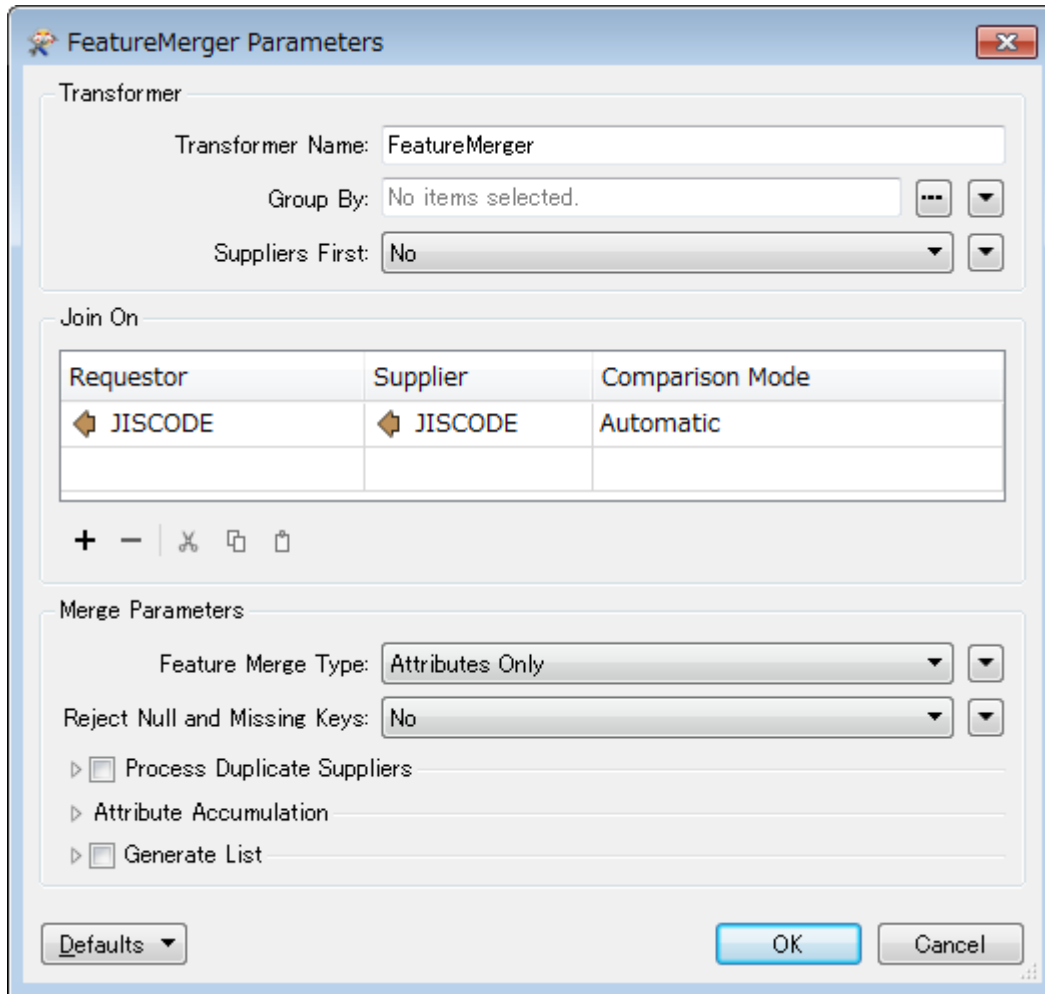 FeatureMerger Parameters
Transformer
Transformer Name: FeatureMerger
Group By: No items selected.
Suppliers First: No
Join On
Requestor Supplier Comparison Mode
JISCODE JISCODE Automatic
Merge Parameters
Feature Merge Type: Attributes Only
Reject Null and Missing Keys: No
Process Duplicate Suppliers
Attribute Accumulation
Generate List
Defaults OK Cancel